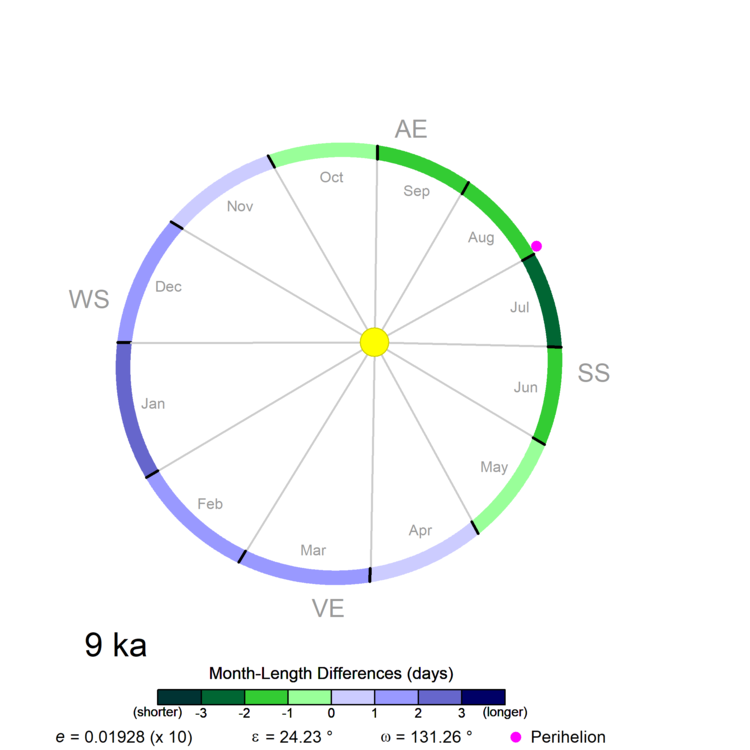 AE
Oct
Sep
Nov
Aug
WS
Dec
Jul
SS
Jun
Jan
May
Feb
Apr
Mar
VE
9 ka
Month-Length Differences (days)
(shorter) -3 -2 -1 0 1 2 3 (longer)
e = 0.01928 (x 10) ε = 24.23 ° ω = 131.26 ° Perihelion